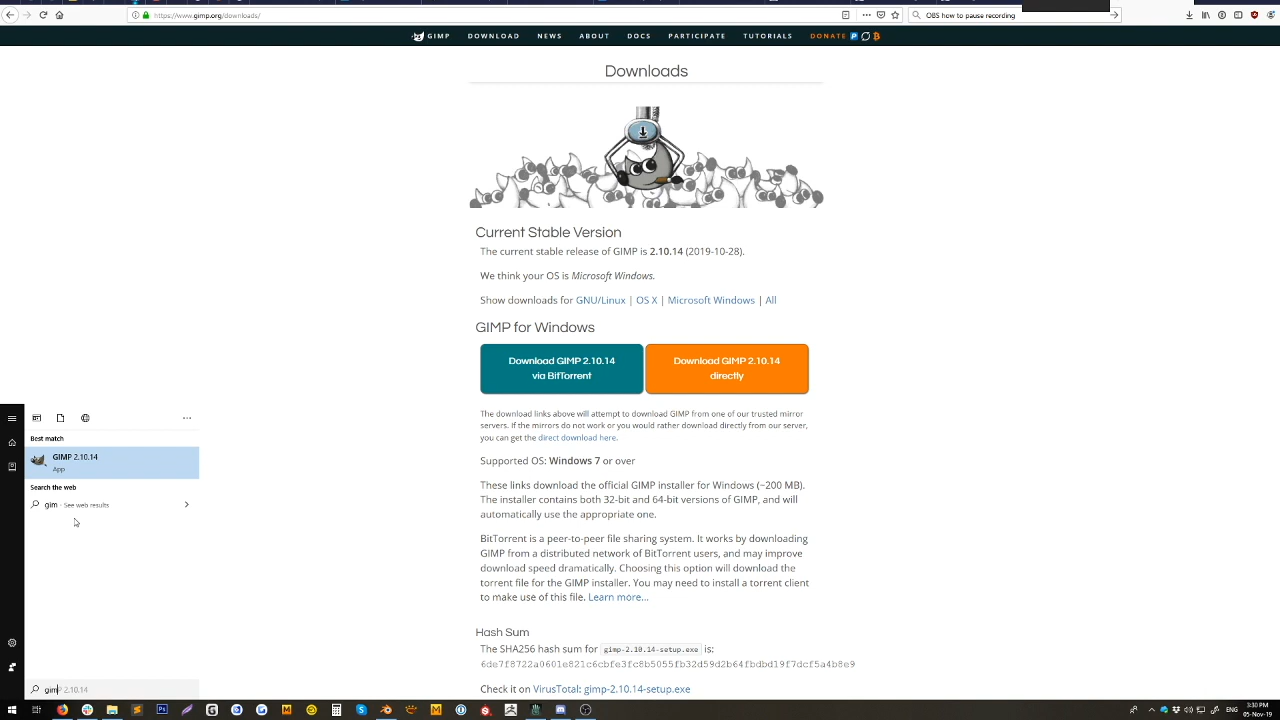 https://www.gimp.org/downloads/
OBS how to pause recording
GIMP DOWNLOAD NEWS ABOUT DOCS PARTICIPATE TUTORIALS DONATE
Downloads
Current Stable Version
The current stable release of GIMP is 2.10.14 (2019-10-28).
We think your OS is Microsoft Windows.
Show downloads for GNU/Linux | OS X | Microsoft Windows | All
GIMP for Windows
Download GIMP 2.10.14
via BitTorrent
Download GIMP 2.10.14
directly
The download links above will attempt to download GIMP from one of our trusted mirror
servers. If the mirrors do not work or you would rather download directly from our server,
you can get the direct download here.
Supported OS: Windows 7 or over
These links download the official GIMP installer for Windows (~200 MB).
The installer contains both 32-bit and 64-bit versions of GIMP, and will
automatically use the appropriate one.
BitTorrent is a peer-to-peer file sharing system. It works by downloading
GIMP from a distributed network of BitTorrent users, and may improve
download speed dramatically. Choosing this option will download the
torrent file for the GIMP installer. You may need to install a torrent client
to make use of this file. Learn more...
Hash Sum
The SHA256 hash sum for gimp-2.10.14-setup.exe is:
6de7f8722a0601e821c6cbfe3fc8b5055fb32d59d2b64fbdbd19f7dcf5a4b8e9
Check it on VirusTotal: gimp-2.10.14-setup.exe
Best match
GIMP 2.10.14
App
Search the web
gim - See web results
gimP 2.10.14
ENG
3:30 PM
05-Nov-19